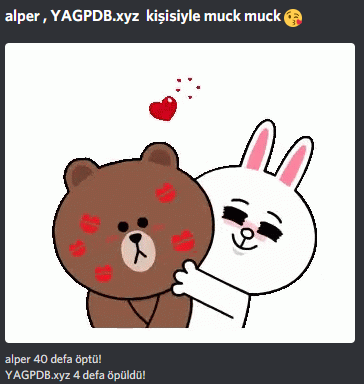 alper , YAGPDB.xyz kişisiyle muck muck 😘
alper 40 defa öptü!
YAGPDB.xyz 4 defa öpüldü!